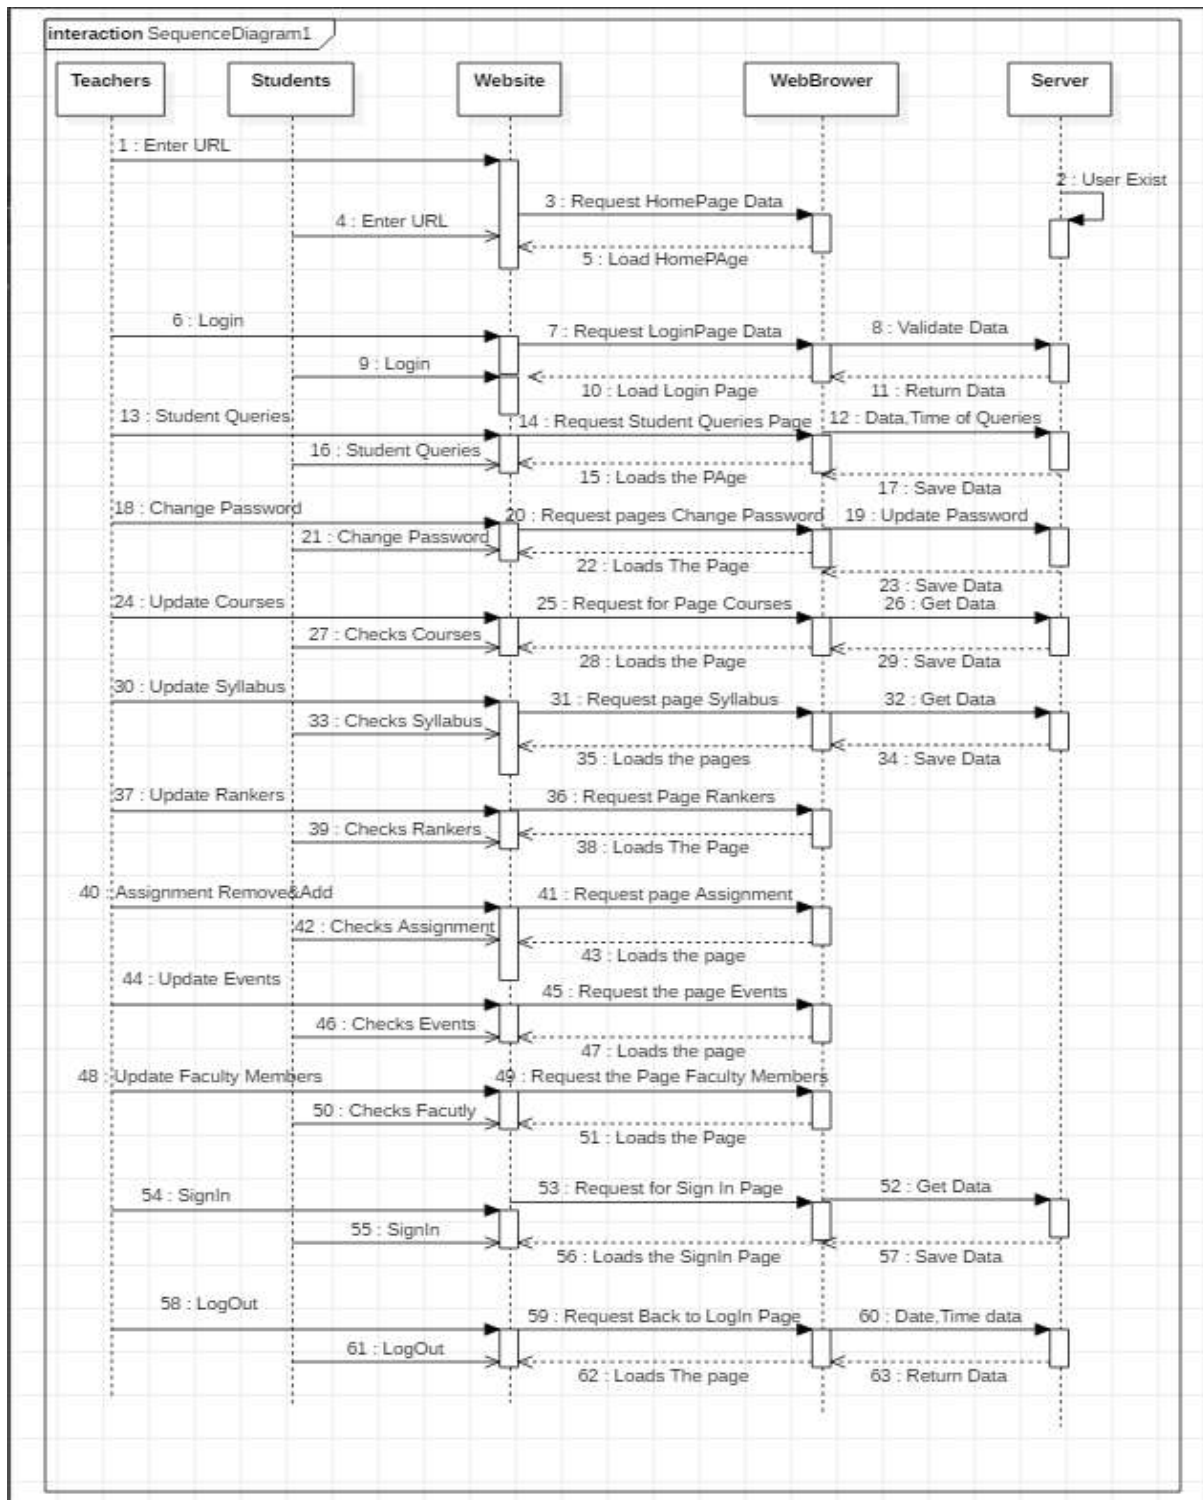 interaction SequenceDiagram1
Teachers
Students
Website
WebBrower
Server
1 : Enter URL
2 : User Exist
3 : Request HomePage Data
4 : Enter URL
5 : Load HomePAge
6 : Login
7 : Request LoginPage Data
8 : Validate Data
9 : Login
10 : Load Login Page
11 : Return Data
13 : Student Queries
14 : Request Student Queries Page
12 : Data,Time of Queries
16 : Student Queries
15 : Loads the PAge
17 : Save Data
18 : Change Password
20 : Request pages Change Password
19 : Update Password
21 : Change Password
22 : Loads The Page
23 : Save Data
24 : Update Courses
25 : Request for Page Courses
26 : Get Data
27 : Checks Courses
28 : Loads the Page
29 : Save Data
30 : Update Syllabus
31 : Request page Syllabus
32 : Get Data
33 : Checks Syllabus
35 : Loads the pages
34 : Save Data
37 : Update Rankers
36 : Request Page Rankers
39 : Checks Rankers
38 : Loads The Page
40 : Assignment Remove&Add
41 : Request page Assignment
42 : Checks Assignment
43 : Loads the page
44 : Update Events
45 : Request the page Events
46 : Checks Events
47 : Loads the page
48 : Update Faculty Members
49 : Request the Page Faculty Members
50 : Checks Facutly
51 : Loads the Page
54 : SignIn
53 : Request for Sign In Page
52 : Get Data
55 : SignIn
56 : Loads the SignIn Page
57 : Save Data
58 : LogOut
59 : Request Back to LogIn Page
60 : Date,Time data
61 : LogOut
62 : Loads The page
63 : Return Data